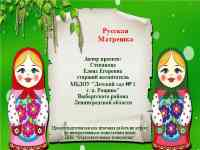 Русская
Матрешка
Автор проекта:
Степанова
Елена Егоровна
старший воспитатель
МБДОУ "Детский сад № 1
г. п. Рощино"
Выборгского района
Ленинградской области